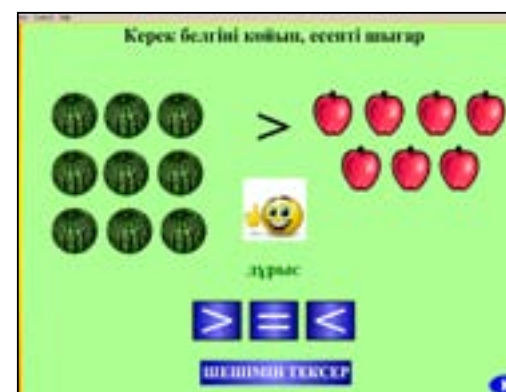 Керек белгіні қойып, есепті шығар
>
дұрыс
> = <
ШЕШІМІН ТЕКСЕР